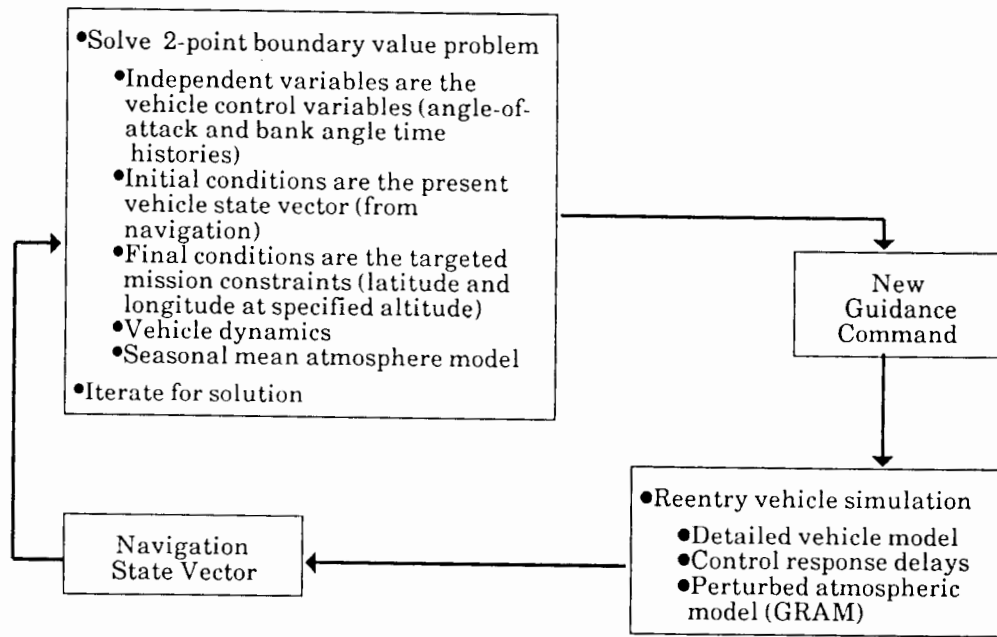 •Solve 2-point boundary value problem
•Independent variables are the
vehicle control variables (angle-of-
attack and bank angle time
histories)
•Initial conditions are the present
vehicle state vector (from
navigation)
•Final conditions are the targeted
mission constraints (latitude and
longitude at specified altitude)
•Vehicle dynamics
•Seasonal mean atmosphere model
•Iterate for solution
New
Guidance
Command
•Reentry vehicle simulation
•Detailed vehicle model
•Control response delays
•Perturbed atmospheric
model (GRAM)
Navigation
State Vector